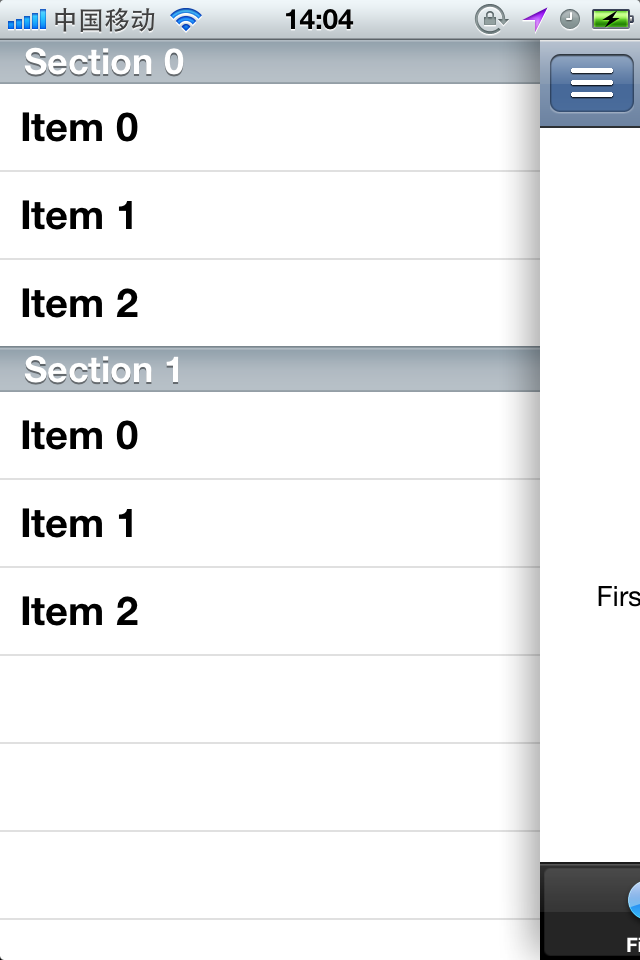 中国移动 14:04
Section 0
Item 0
Item 1
Item 2
Section 1
Item 0
Item 1
Item 2
Firs
Fi